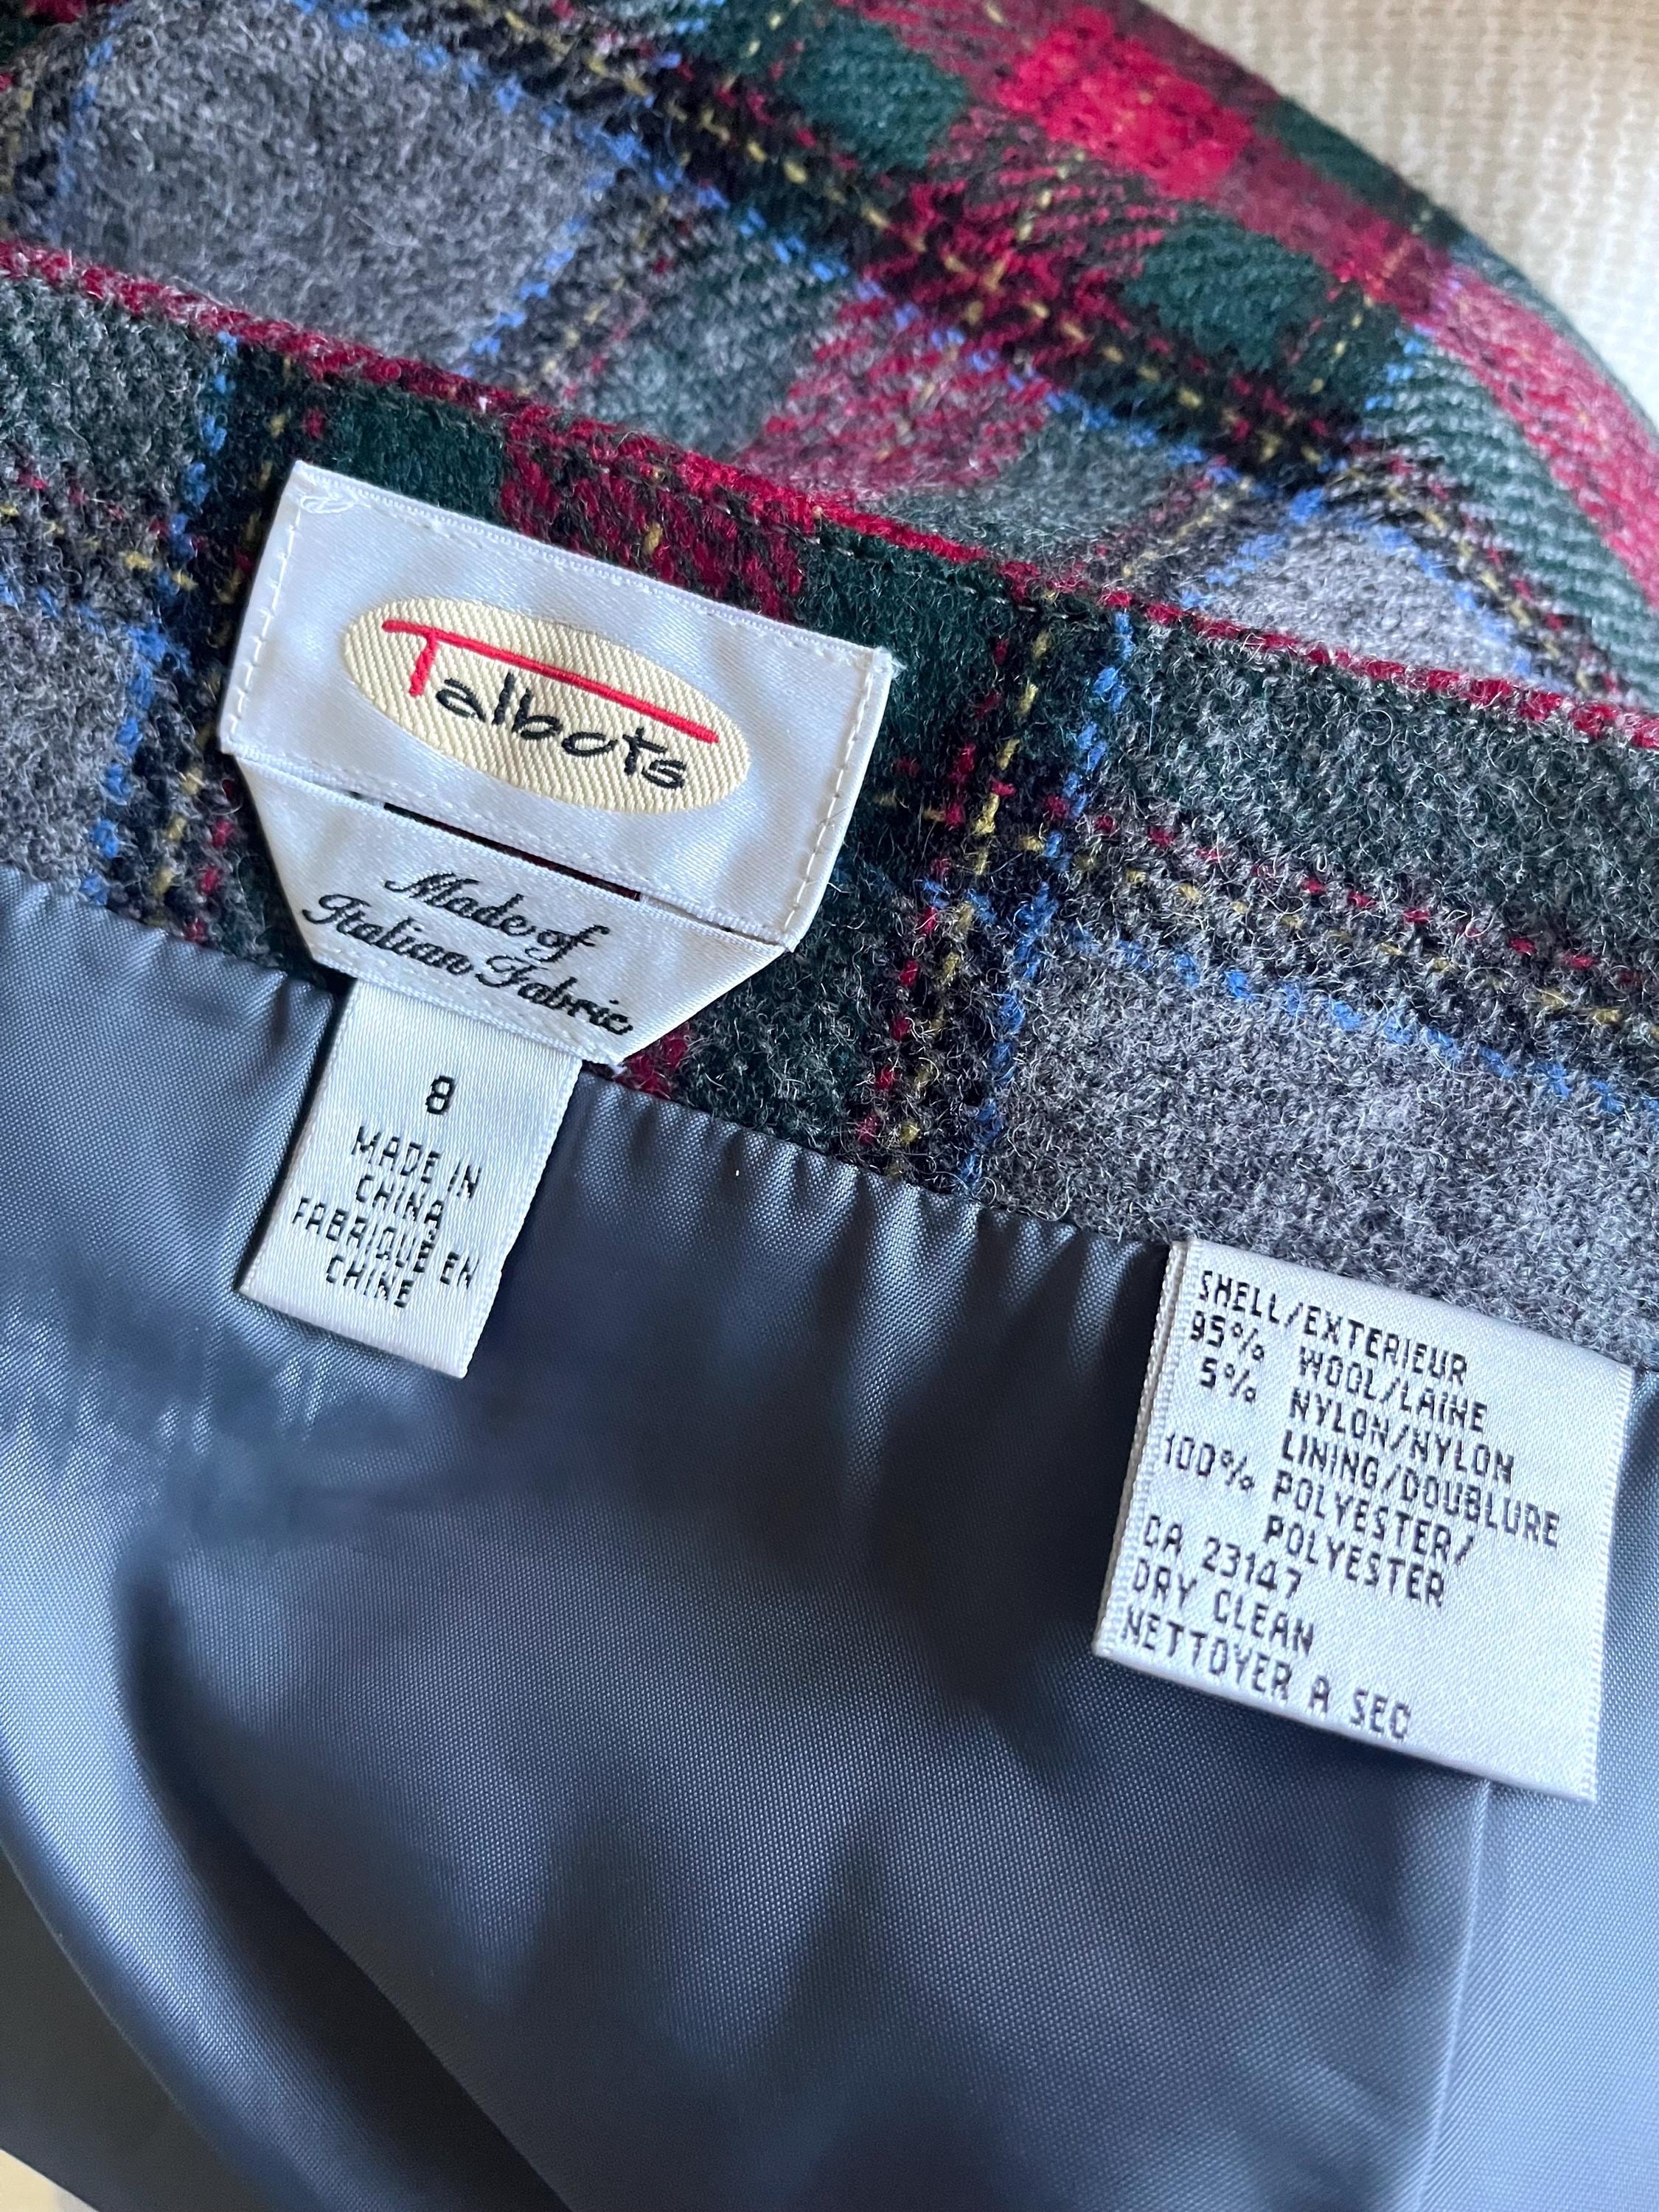 Talbots
Made of
Italian Fabric
8
MADE IN
CHINA
FABRIQUÉ EN
CHINE
SHELL/EXTERIEUR
95% WOOL/LAINE
5% NYLON/NYLON
LINING/DOUBLURE
100% POLYESTER/
POLYESTER
CA 23147
DRY CLEAN
NETTOYER A SEC